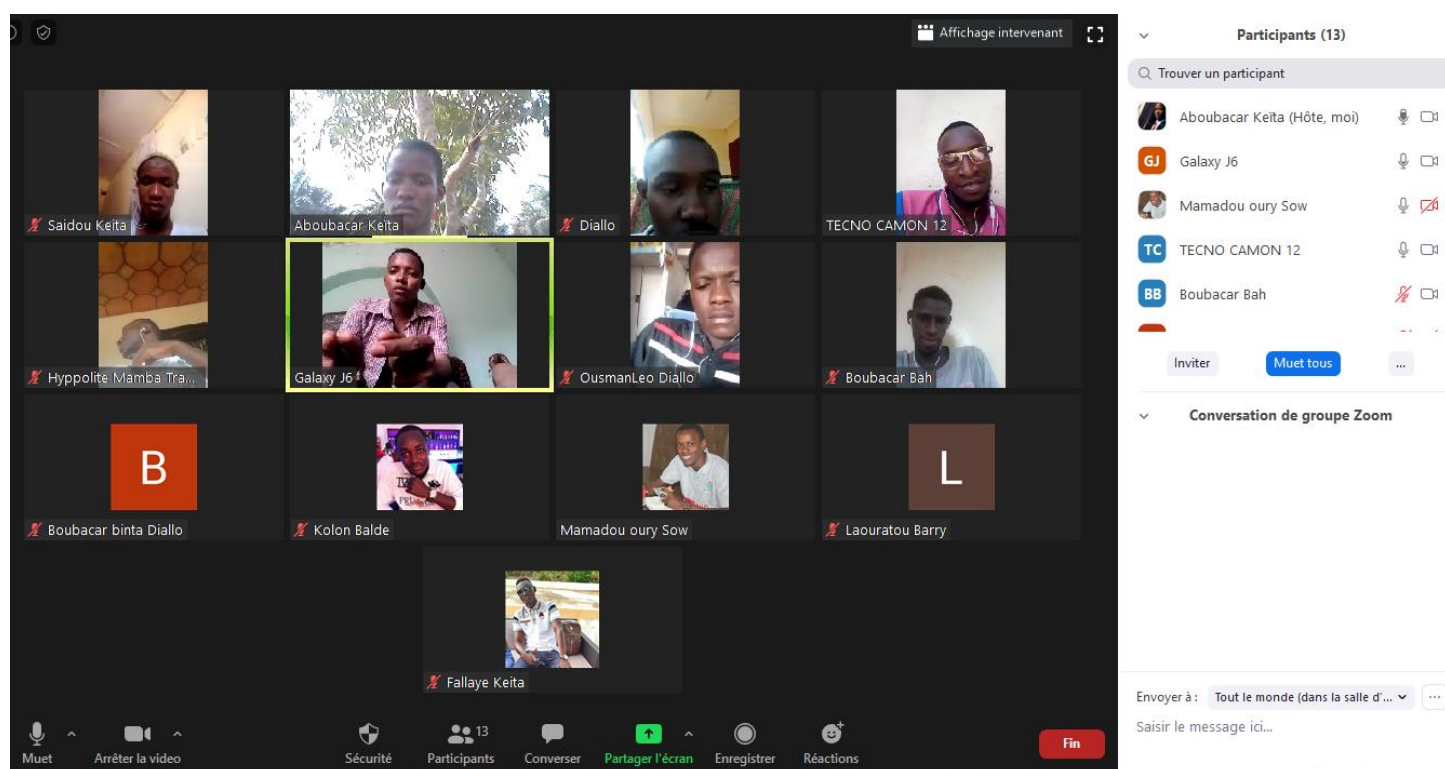 Affichage intervenant
Saidou Keita
Aboubacar Keïta
Diallo
TECNO CAMON 12
Hyppolite Mamba Tra...
Galaxy J6
OusmanLeo Diallo
Boubacar Bah
B
Boubacar binta Diallo
Kolon Balde
Mamadou oury Sow
L
Laouratou Barry
Fallaye Keita
Muet
Arrêter la video
Sécurité
13
Participants
Converser
Partager l'écran
Enregistrer
Réactions
Fin
Participants (13)
Trouver un participant
Aboubacar Keïta (Hôte, moi)
GJ Galaxy J6
Mamadou oury Sow
TC TECNO CAMON 12
BB Boubacar Bah
Inviter
Muet tous
...
Conversation de groupe Zoom
Envoyer à : Tout le monde (dans la salle d'...
Saisir le message ici...